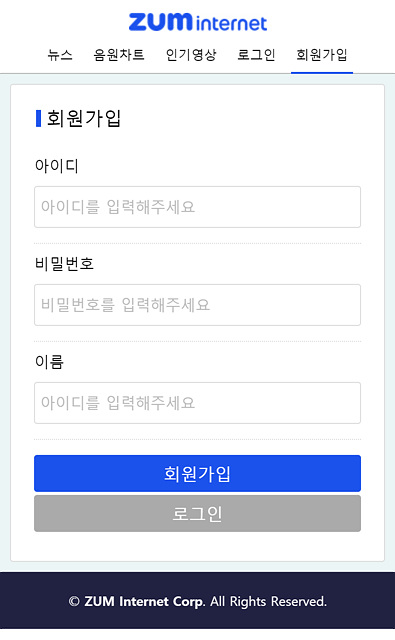 ZUM internet
뉴스 음원차트 인기영상 로그인 회원가입
회원가입
아이디
아이디를 입력해주세요
비밀번호
비밀번호를 입력해주세요
이름
아이디를 입력해주세요
회원가입
로그인
© ZUM Internet Corp. All Rights Reserved.